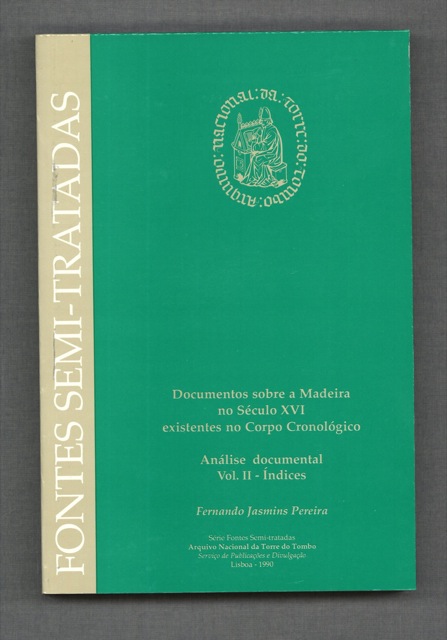 FONTES SEMI-TRATADAS
ARQUIVO:NACIONAL:DA:TORRE:DO:TOMBO:
Documentos sobre a Madeira
no Século XVI
existentes no Corpo Cronológico
Análise documental
Vol. II - Índices
Fernando Jasmins Pereira
Série Fontes Semi-tratadas
Arquivo Nacional da Torre do Tombo
Serviço de Publicações e Divulgação
Lisboa - 1990